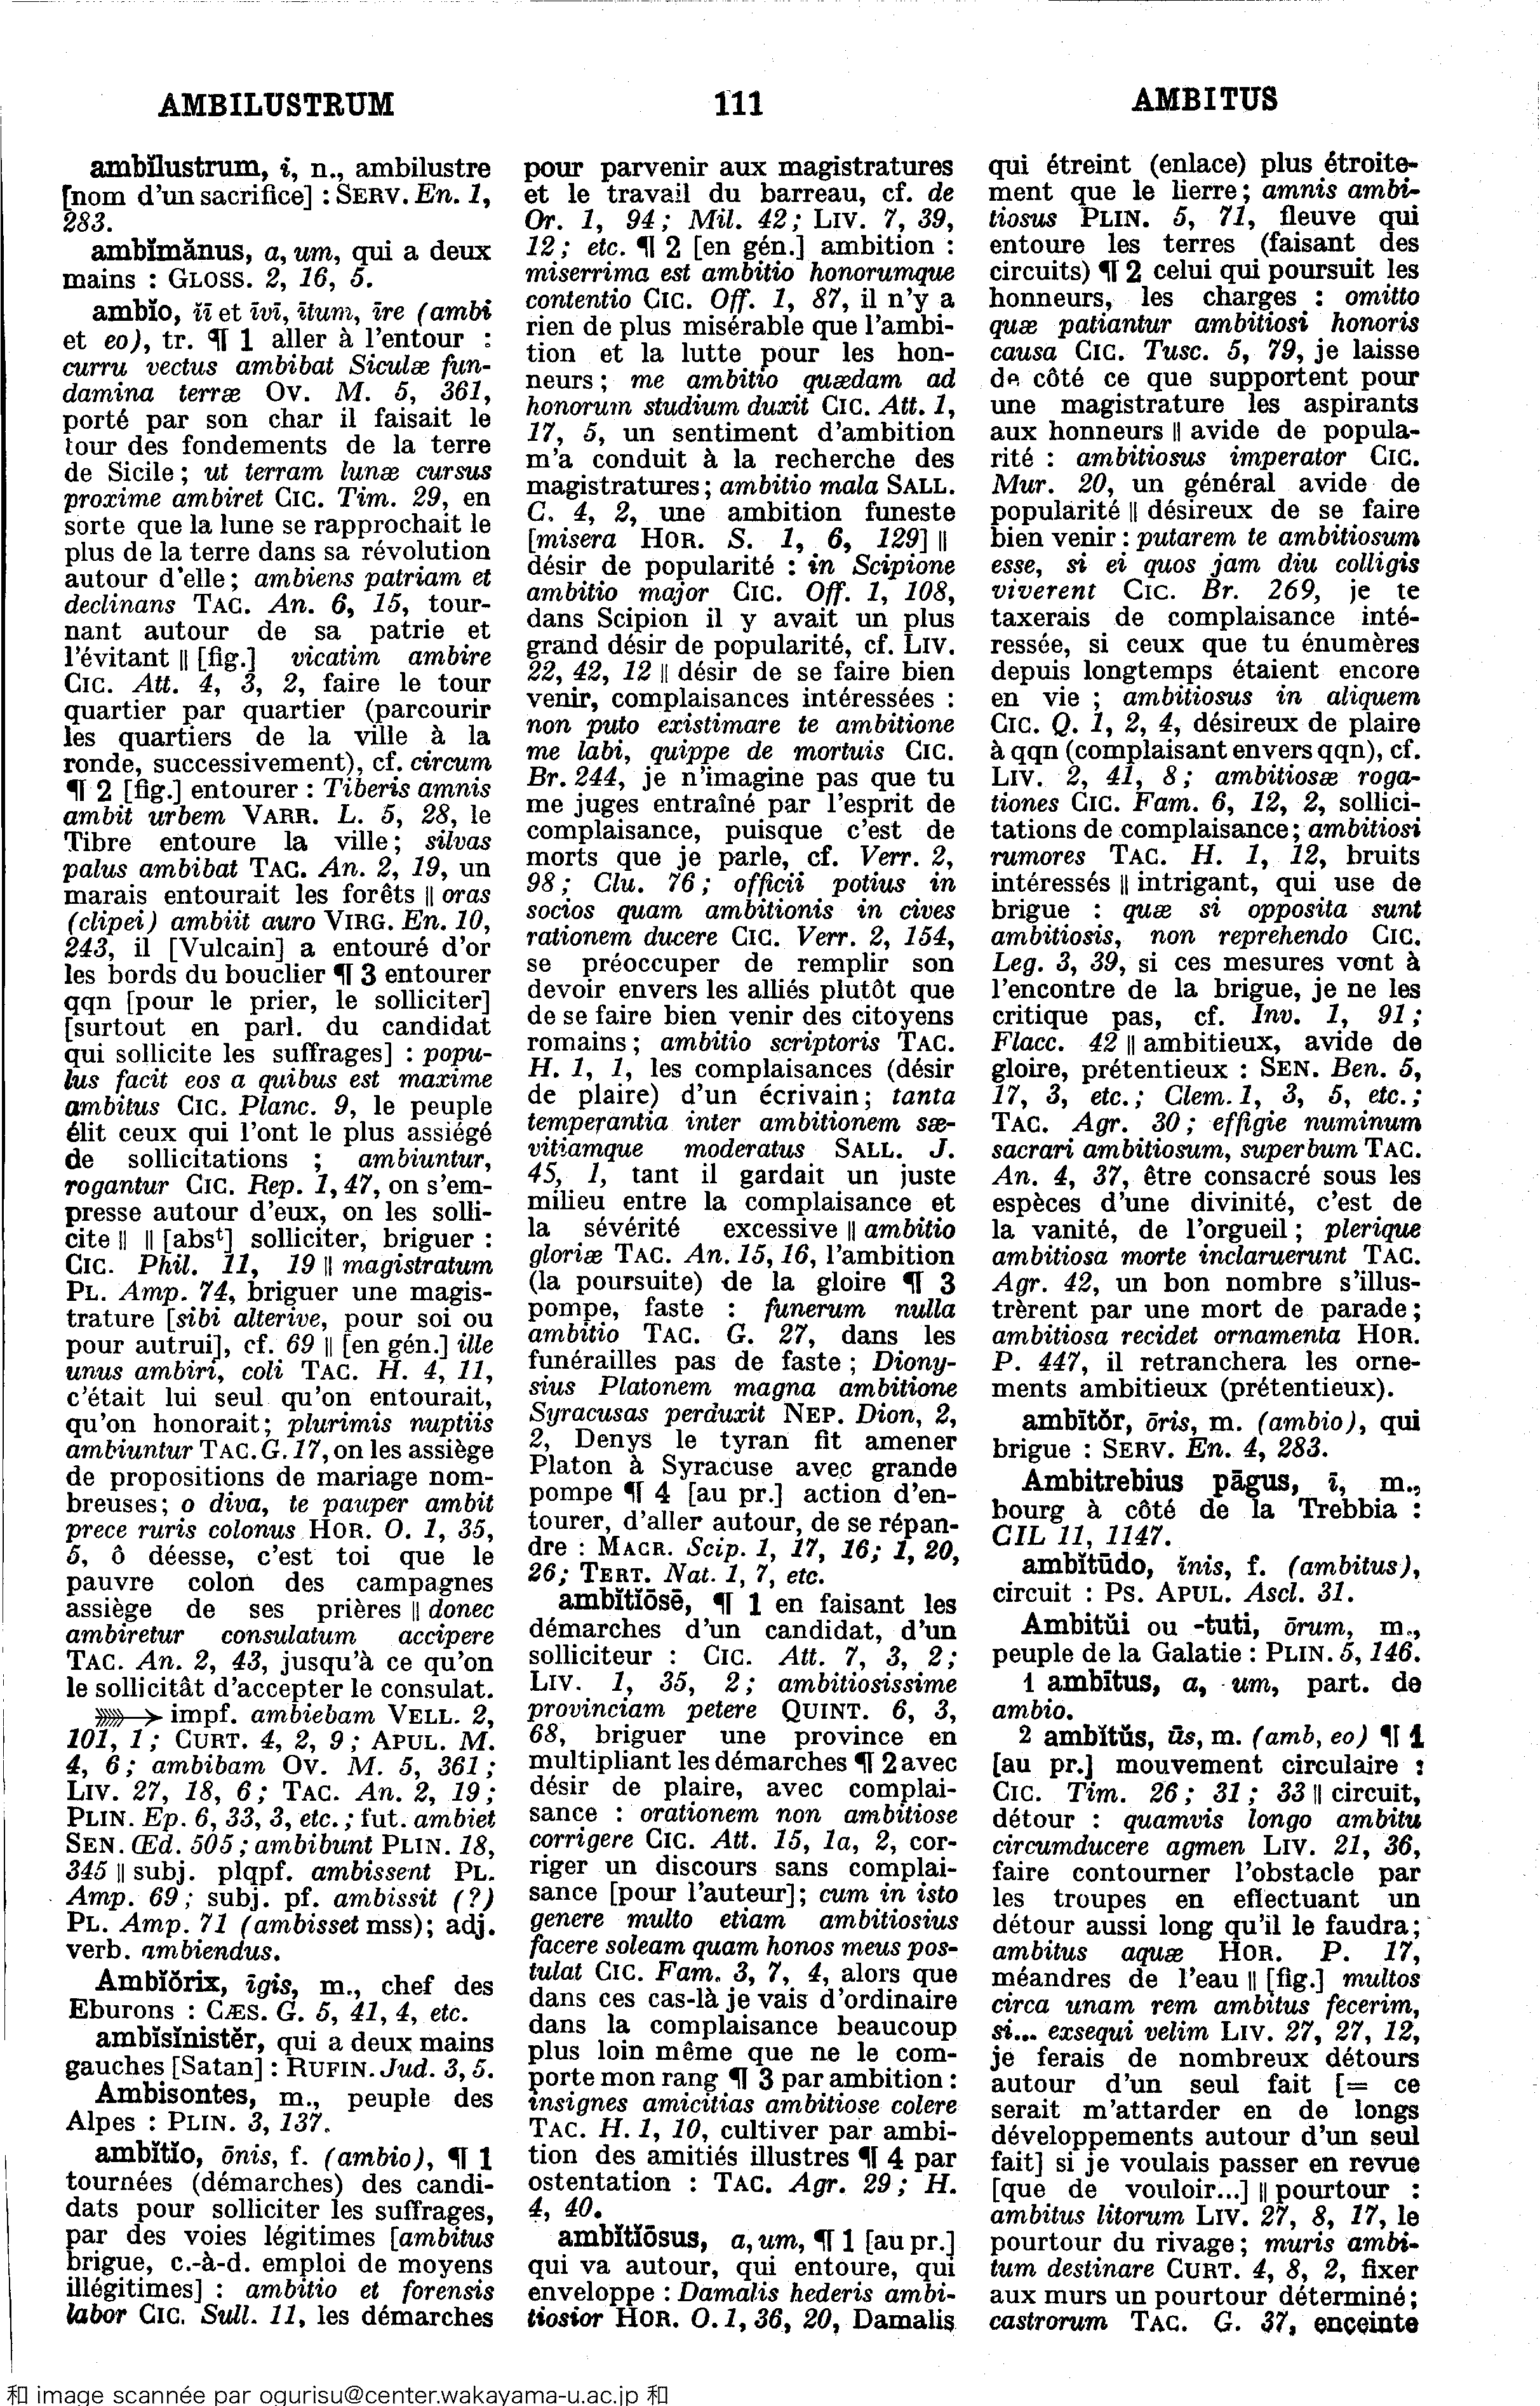 AMBILUSTRUM
111
AMBITUS
ambĭlustrum, i, n., ambilustre
[nom d'un sacrifice] : SERV. En. 1,
283.
ambĭmănus, a, um, qui a deux
mains : GLOSS. 2, 16, 5.
ambĭo, ĭī et īvī, ītum, īre (ambi
et eo), tr. ¶ 1 aller à l'entour :
curru vectus ambibat Siculæ fun-
damina terræ OV. M. 5, 361,
porté par son char il faisait le
tour des fondements de la terre
de Sicile ; ut terram lunæ cursus
proxime ambiret CIC. Tim. 29, en
sorte que la lune se rapprochait le
plus de la terre dans sa révolution
autour d'elle ; ambiens patriam et
declinans TAC. An. 6, 15, tour-
nant autour de sa patrie et
l'évitant || [fig.] vicatim ambire
CIC. Att. 4, 3, 2, faire le tour
quartier par quartier (parcourir
les quartiers de la ville à la
ronde, successivement), cf. circum
¶ 2 [fig.] entourer : Tiberis amnis
ambit urbem VARR. L. 5, 28, le
Tibre entoure la ville ; silvas
palus ambibat TAC. An. 2, 19, un
marais entourait les forêts || oras
(clipei) ambiit auro VIRG. En. 10,
243, il [Vulcain] a entouré d'or
les bords du bouclier ¶ 3 entourer
qqn [pour le prier, le solliciter]
[surtout en parl. du candidat
qui sollicite les suffrages] : popu-
lus facit eos a quibus est maxime
ambitus CIC. Planc. 9, le peuple
élit ceux qui l'ont le plus assiégé
de sollicitations ; ambiuntur,
rogantur CIC. Rep. 1, 47, on s'em-
presse autour d'eux, on les solli-
cite || || [absᵗ] solliciter, briguer :
CIC. Phil. 11, 19 || magistratum
PL. Amp. 74, briguer une magis-
trature [sibi alterive, pour soi ou
pour autrui], cf. 69 || [en gén.] ille
unus ambiri, coli TAC. H. 4, 11,
c'était lui seul qu'on entourait,
qu'on honorait ; plurimis nuptiis
ambiuntur TAC. G. 17, on les assiège
de propositions de mariage nom-
breuses ; o diva, te pauper ambit
prece ruris colonus HOR. O. 1, 35,
5, ô déesse, c'est toi que le
pauvre colon des campagnes
assiège de ses prières || donec
ambiretur consulatum accipere
TAC. An. 2, 43, jusqu'à ce qu'on
le sollicitât d'accepter le consulat.
⟶ impf. ambiebam VELL. 2,
101, 1 ; CURT. 4, 2, 9 ; APUL. M.
4, 6 ; ambibam OV. M. 5, 361 ;
LIV. 27, 18, 6 ; TAC. An. 2, 19 ;
PLIN. Ep. 6, 33, 3, etc. ; fut. ambiet
SEN. Œd. 505 ; ambibunt PLIN. 18,
345 || subj. plqpf. ambissent PL.
Amp. 69 ; subj. pf. ambissit (?)
PL. Amp. 71 (ambisset mss) ; adj.
verb. ambiendus.
Ambĭŏrix, īgis, m., chef des
Eburons : CÆS. G. 5, 41, 4, etc.
ambĭsĭnistĕr, qui a deux mains
gauches [Satan] : RUFIN. Jud. 3, 5.
Ambisontes, m., peuple des
Alpes : PLIN. 3, 137.
ambĭtĭo, ōnis, f. (ambio), ¶ 1
tournées (démarches) des candi-
dats pour solliciter les suffrages,
par des voies légitimes [ambitus
brigue, c.-à-d. emploi de moyens
illégitimes] : ambitio et forensis
labor CIC. Sull. 11, les démarches
pour parvenir aux magistratures
et le travail du barreau, cf. de
Or. 1, 94 ; Mil. 42 ; LIV. 7, 39,
12 ; etc. ¶ 2 [en gén.] ambition :
miserrima est ambitio honorumque
contentio CIC. Off. 1, 87, il n'y a
rien de plus misérable que l'ambi-
tion et la lutte pour les hon-
neurs ; me ambitio quædam ad
honorum studium duxit CIC. Att. 1,
17, 5, un sentiment d'ambition
m'a conduit à la recherche des
magistratures ; ambitio mala SALL.
C. 4, 2, une ambition funeste
[misera HOR. S. 1, 6, 129] ||
désir de popularité : in Scipione
ambitio major CIC. Off. 1, 108,
dans Scipion il y avait un plus
grand désir de popularité, cf. LIV.
22, 42, 12 || désir de se faire bien
venir, complaisances intéressées :
non puto existimare te ambitione
me labi, quippe de mortuis CIC.
Br. 244, je n'imagine pas que tu
me juges entraîné par l'esprit de
complaisance, puisque c'est de
morts que je parle, cf. Verr. 2,
98 ; Clu. 76 ; officii potius in
socios quam ambitionis in cives
rationem ducere CIC. Verr. 2, 154,
se préoccuper de remplir son
devoir envers les alliés plutôt que
de se faire bien venir des citoyens
romains ; ambitio scriptoris TAC.
H. 1, 1, les complaisances (désir
de plaire) d'un écrivain ; tanta
temperantia inter ambitionem sæ-
vitiamque moderatus SALL. J.
45, 1, tant il gardait un juste
milieu entre la complaisance et
la sévérité excessive || ambitio
gloriæ TAC. An. 15, 16, l'ambition
(la poursuite) de la gloire ¶ 3
pompe, faste : funerum nulla
ambitio TAC. G. 27, dans les
funérailles pas de faste ; Diony-
sius Platonem magna ambitione
Syracusas perduxit NEP. Dion, 2,
2, Denys le tyran fit amener
Platon à Syracuse avec grande
pompe ¶ 4 [au pr.] action d'en-
tourer, d'aller autour, de se répan-
dre : MACR. Scip. 1, 17, 16 ; 1, 20,
26 ; TERT. Nat. 1, 7, etc.
ambĭtĭōsē, ¶ 1 en faisant les
démarches d'un candidat, d'un
solliciteur : CIC. Att. 7, 3, 2 ;
LIV. 1, 35, 2 ; ambitiosissime
provinciam petere QUINT. 6, 3,
68, briguer une province en
multipliant les démarches ¶ 2 avec
désir de plaire, avec complai-
sance : orationem non ambitiose
corrigere CIC. Att. 15, 1a, 2, cor-
riger un discours sans complai-
sance [pour l'auteur] ; cum in isto
genere multo etiam ambitiosius
facere soleam quam honos meus pos-
tulat CIC. Fam. 3, 7, 4, alors que
dans ces cas-là je vais d'ordinaire
dans la complaisance beaucoup
plus loin même que ne le com-
porte mon rang ¶ 3 par ambition :
insignes amicitias ambitiose colere
TAC. H. 1, 10, cultiver par ambi-
tion des amitiés illustres ¶ 4 par
ostentation : TAC. Agr. 29 ; H.
4, 40.
ambĭtĭōsus, a, um, ¶ 1 [au pr.]
qui va autour, qui entoure, qui
enveloppe : Damalis hederis ambi-
tiosior HOR. O. 1, 36, 20, Damalis
qui étreint (enlace) plus étroite-
ment que le lierre ; amnis ambi-
tiosus PLIN. 5, 71, fleuve qui
entoure les terres (faisant des
circuits) ¶ 2 celui qui poursuit les
honneurs, les charges : omitto
quæ patiantur ambitiosi honoris
causa CIC. Tusc. 5, 79, je laisse
de côté ce que supportent pour
une magistrature les aspirants
aux honneurs || avide de popula-
rité : ambitiosus imperator CIC.
Mur. 20, un général avide de
popularité || désireux de se faire
bien venir : putarem te ambitiosum
esse, si ei quos jam diu colligis
viverent CIC. Br. 269, je te
taxerais de complaisance inté-
ressée, si ceux que tu énumères
depuis longtemps étaient encore
en vie ; ambitiosus in aliquem
CIC. Q. 1, 2, 4, désireux de plaire
à qqn (complaisant envers qqn), cf.
LIV. 2, 41, 8 ; ambitiosæ roga-
tiones CIC. Fam. 6, 12, 2, sollici-
tations de complaisance ; ambitiosi
rumores TAC. H. 1, 12, bruits
intéressés || intrigant, qui use de
brigue : quæ si opposita sunt
ambitiosis, non reprehendo CIC.
Leg. 3, 39, si ces mesures vont à
l'encontre de la brigue, je ne les
critique pas, cf. Inv. 1, 91 ;
Flacc. 42 || ambitieux, avide de
gloire, prétentieux : SEN. Ben. 5,
17, 3, etc. ; Clem. 1, 3, 5, etc. ;
TAC. Agr. 30 ; effigie numinum
sacrari ambitiosum, superbum TAC.
An. 4, 37, être consacré sous les
espèces d'une divinité, c'est de
la vanité, de l'orgueil ; plerique
ambitiosa morte inclaruerunt TAC.
Agr. 42, un bon nombre s'illus-
trèrent par une mort de parade ;
ambitiosa recidet ornamenta HOR.
P. 447, il retranchera les orne-
ments ambitieux (prétentieux).
ambĭtŏr, ōris, m. (ambio), qui
brigue : SERV. En. 4, 283.
Ambitrebius pāgus, ī, m.,
bourg à côté de la Trebbia :
CIL 11, 1147.
ambĭtūdo, ĭnis, f. (ambitus),
circuit : PS. APUL. Ascl. 31.
Ambitŭi ou -tuti, ōrum, m.,
peuple de la Galatie : PLIN. 5, 146.
1 ambītus, a, um, part. de
ambio.
2 ambĭtŭs, ūs, m. (amb, eo) ¶ 1
[au pr.] mouvement circulaire :
CIC. Tim. 26 ; 31 ; 33 || circuit,
détour : quamvis longo ambitu
circumducere agmen LIV. 21, 36,
faire contourner l'obstacle par
les troupes en effectuant un
détour aussi long qu'il le faudra ;
ambitus aquæ HOR. P. 17,
méandres de l'eau || [fig.] multos
circa unam rem ambitus fecerim,
si... exsequi velim LIV. 27, 27, 12,
je ferais de nombreux détours
autour d'un seul fait [= ce
serait m'attarder en de longs
développements autour d'un seul
fait] si je voulais passer en revue
[que de vouloir...] || pourtour :
ambitus litorum LIV. 27, 8, 17, le
pourtour du rivage ; muris ambi-
tum destinare CURT. 4, 8, 2, fixer
aux murs un pourtour déterminé ;
castrorum TAC. G. 37, enceinte
和 image scannée par ogurisu@center.wakayama-u.ac.jp 和